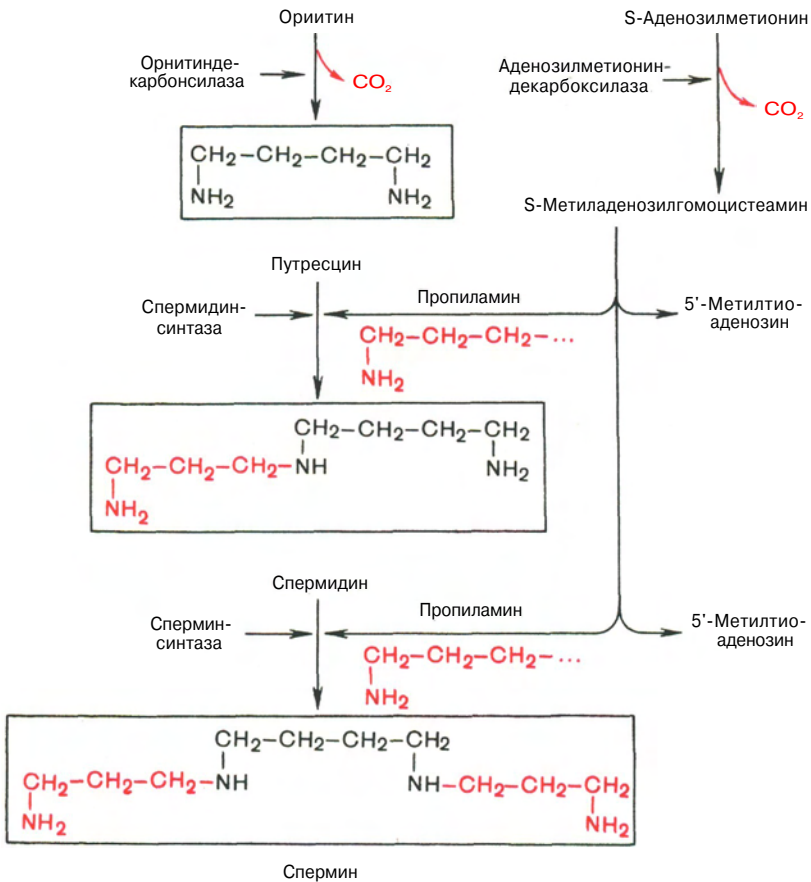 Ориитин
S-Аденозилметионин
Орнитинде-
карбонсилаза
CO₂
Аденозилметионин-
декарбоксилаза
CO₂
CH₂–CH₂–CH₂–CH₂
NH₂ NH₂
S-Метиладенозилгомоцистеамин
Путресцин
Спермидин-
синтаза
Пропиламин
5'-Метилтио-
аденозин
CH₂–CH₂–CH₂–...
NH₂
CH₂–CH₂–CH₂–CH₂
CH₂–CH₂–CH₂–NH NH₂
NH₂
Спермидин
Спермин-
синтаза
Пропиламин
5'-Метилтио-
аденозин
CH₂–CH₂–CH₂–...
NH₂
CH₂–CH₂–CH₂–CH₂
CH₂–CH₂–CH₂–NH NH–CH₂–CH₂–CH₂
NH₂ NH₂
Спермин